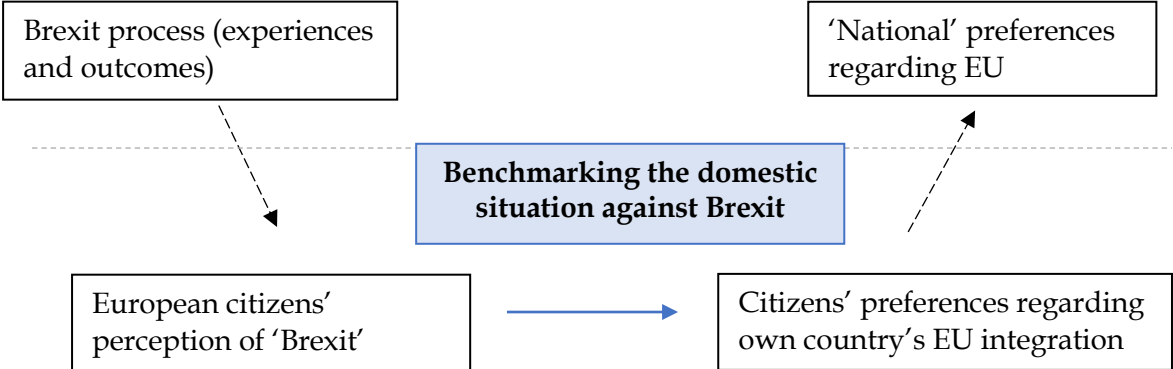 Brexit process (experiences
and outcomes)
‘National’ preferences
regarding EU
Benchmarking the domestic
situation against Brexit
European citizens’
perception of ‘Brexit’
Citizens’ preferences regarding
own country’s EU integration